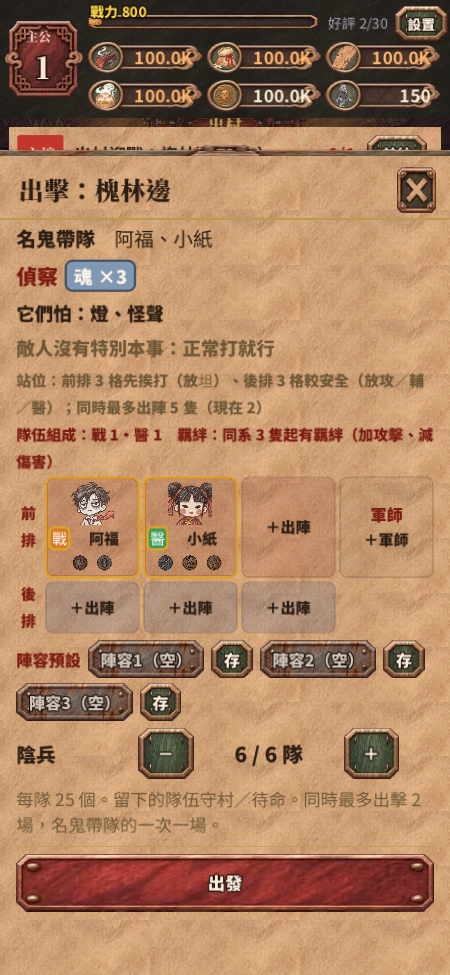 戰力 800
好評 2/30
設置
主公
1
100.0K
100.0K
100.0K
100.0K
100.0K
150
出擊：槐林邊
名鬼帶隊 阿福、小紙
偵察 魂 ×3
它們怕：燈、怪聲
敵人沒有特別本事：正常打就行
站位：前排 3 格先挨打（放坦）、後排 3 格較安全（放攻／輔
／醫）；同時最多出陣 5 隻（現在 2）
隊伍組成：戰 1・醫 1 羈絆：同系 3 隻起有羈絆（加攻擊、減
傷害）
前排
戰 阿福
醫 小紙
＋出陣
軍師
＋軍師
後排
＋出陣
＋出陣
＋出陣
陣容預設 陣容1（空） 存 陣容2（空） 存
陣容3（空） 存
陰兵 － 6 / 6 隊 ＋
每隊 25 個。留下的隊伍守村／待命。同時最多出擊 2
場，名鬼帶隊的一次一場。
出發